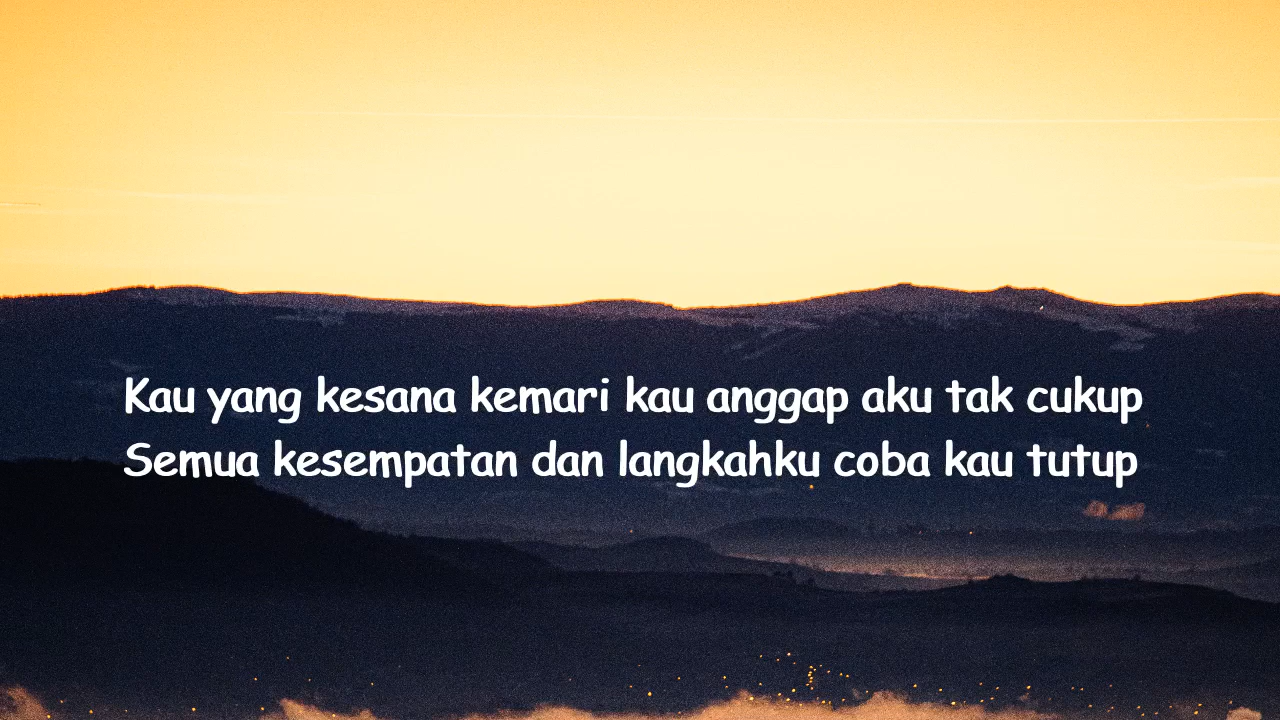 Kau yang kesana kemari kau anggap aku tak cukup
Semua kesempatan dan langkahku coba kau tutup